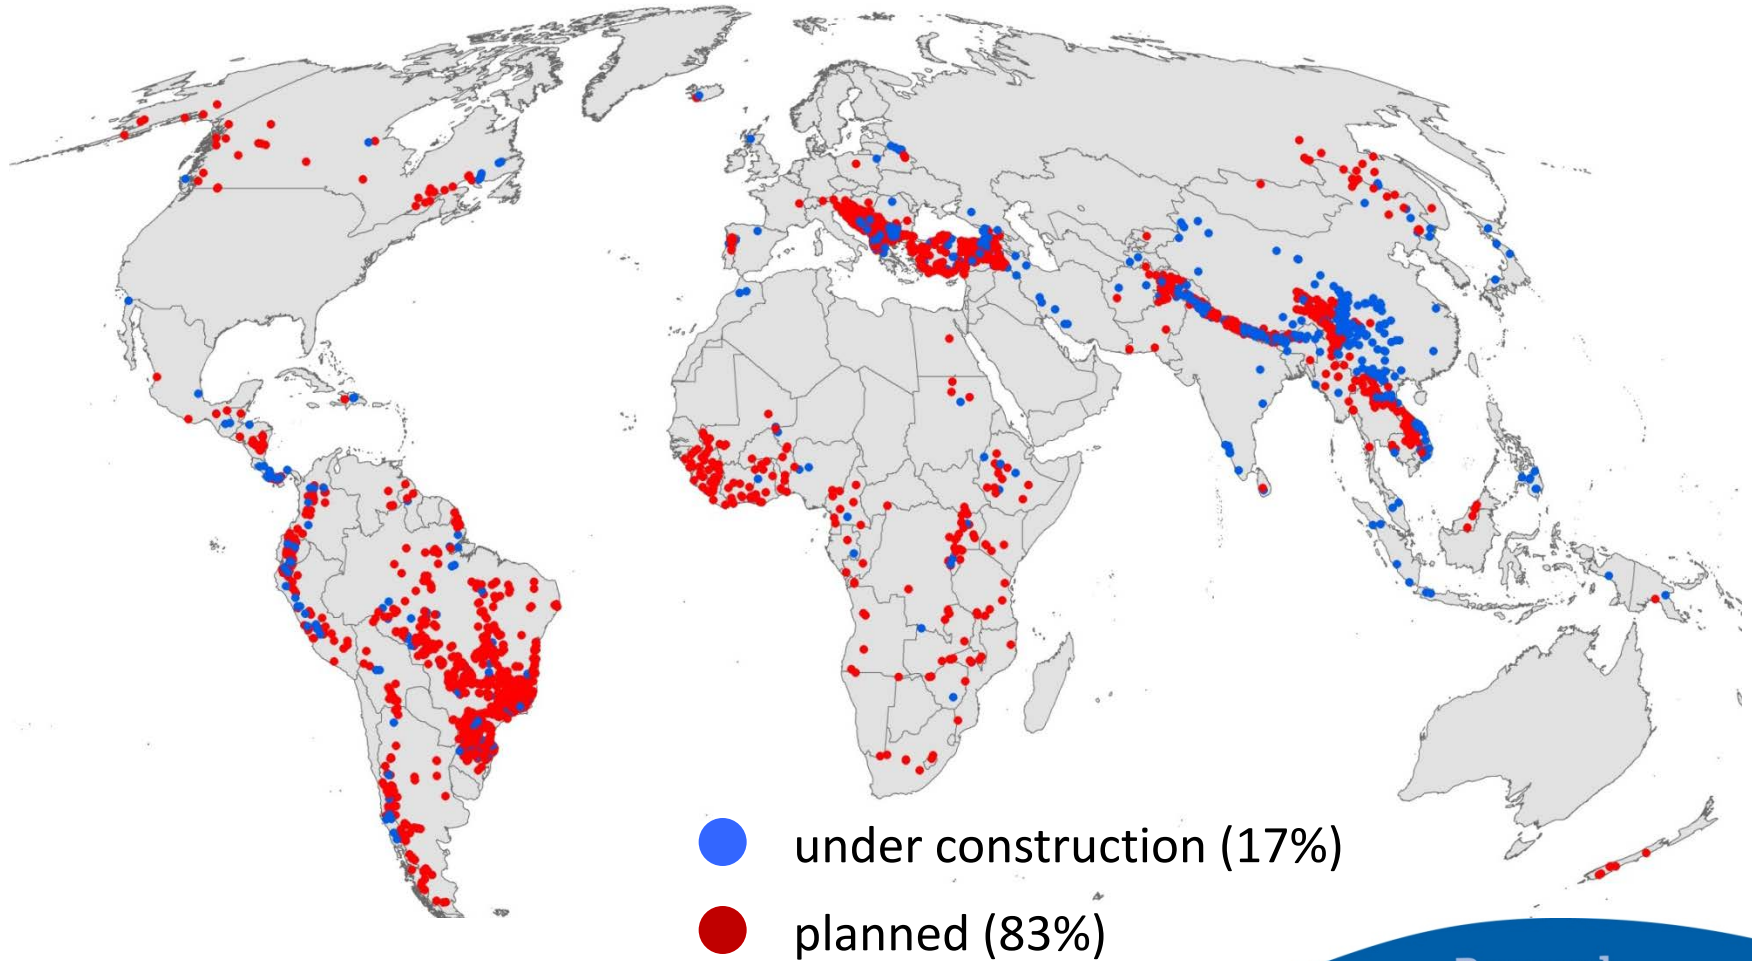 under construction (17%)
planned (83%)